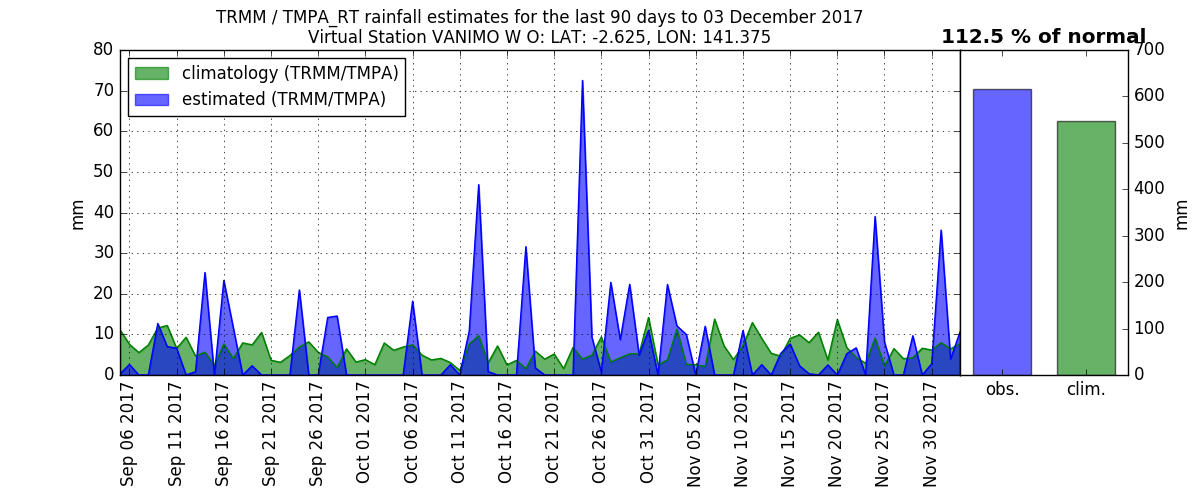 TRMM / TMPA_RT rainfall estimates for the last 90 days to 03 December 2017
Virtual Station VANIMO W O: LAT: -2.625, LON: 141.375
112.5 % of normal
climatology (TRMM/TMPA)
estimated (TRMM/TMPA)
80
70
60
50
40
30
20
10
0
mm
Sep 06 2017
Sep 11 2017
Sep 16 2017
Sep 21 2017
Sep 26 2017
Oct 01 2017
Oct 06 2017
Oct 11 2017
Oct 16 2017
Oct 21 2017
Oct 26 2017
Oct 31 2017
Nov 05 2017
Nov 10 2017
Nov 15 2017
Nov 20 2017
Nov 25 2017
Nov 30 2017
obs.
clim.
700
600
500
400
300
200
100
0
mm